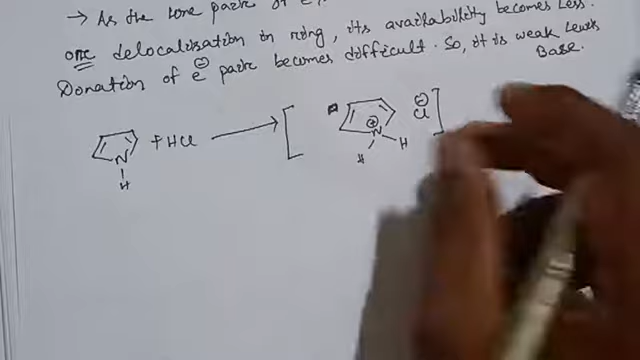 → As the lone pair of e⊖
one delocalisation in ring, its availability becomes less.
Donation of e⊖ pair becomes difficult. So, it is weak Lewis
Base.
N H + HCl → [ N⊕ H H Cl⊖ ]